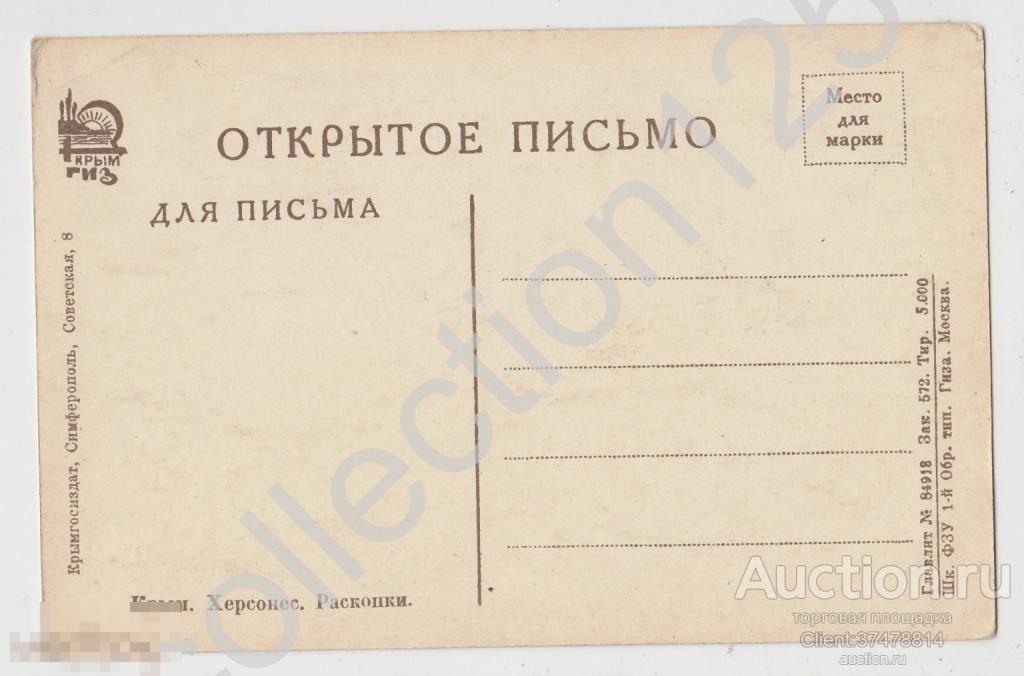 КРЫМ
ГИЗ
ОТКРЫТОЕ ПИСЬМО
Место
для
марки
ДЛЯ ПИСЬМА
Крымгосиздат, Симферополь, Советская, 8
Херсонес. Раскопки.
Главлит № 84918 Зак. 572. Тир. 5.000
Шк. ФЗУ 1-й Обр. тип. Гиза. Москва.
collection 125
Auction.ru
торговая площадка
Client:37478814
auction.ru